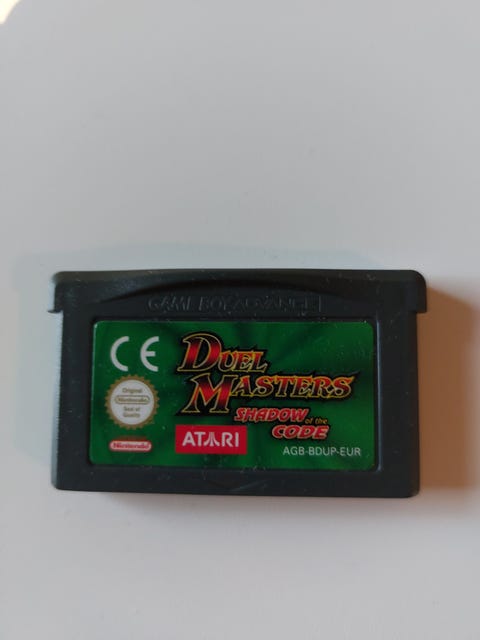 GAME BOY ADVANCE
CE
DUEL
MASTERS
SHADOW
of the
CODE
Original
Nintendo
Seal of
Quality
Nintendo
ATARI
AGB-BDUP-EUR